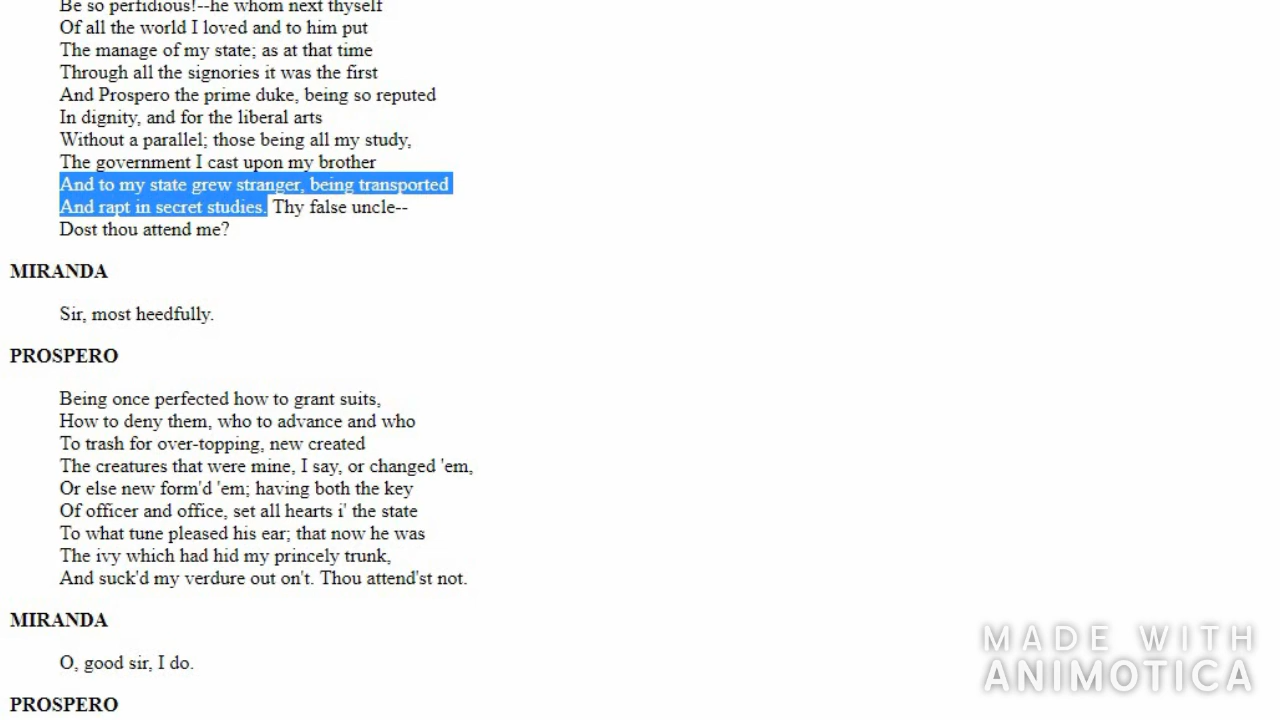 Be so perfidious!--he whom next thyself
Of all the world I loved and to him put
The manage of my state; as at that time
Through all the signories it was the first
And Prospero the prime duke, being so reputed
In dignity, and for the liberal arts
Without a parallel; those being all my study,
The government I cast upon my brother
And to my state grew stranger, being transported
And rapt in secret studies. Thy false uncle--
Dost thou attend me?
MIRANDA
Sir, most heedfully.
PROSPERO
Being once perfected how to grant suits,
How to deny them, who to advance and who
To trash for over-topping, new created
The creatures that were mine, I say, or changed 'em,
Or else new form'd 'em; having both the key
Of officer and office, set all hearts i' the state
To what tune pleased his ear; that now he was
The ivy which had hid my princely trunk,
And suck'd my verdure out on't. Thou attend'st not.
MIRANDA
O, good sir, I do.
PROSPERO
MADE WITH
ANIMOTICA